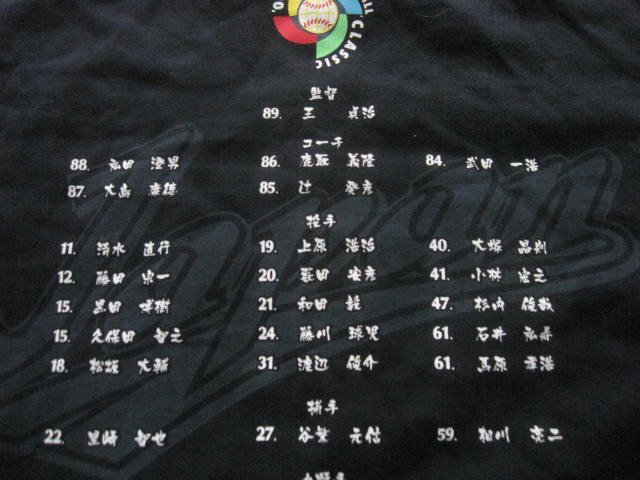 ALL CLASSIC
監督
89. 王 貞治
コーチ
88. 弘田 澄男 86. 鹿取 義隆 84. 武田 一浩
87. 大島 康徳 85. 辻 発彦
Japan
投手
11. 清水 直行 19. 上原 浩治 40. 大塚 晶則
12. 藤田 宗一 20. 薮田 安彦 41. 小林 宏之
15. 黒田 博樹 21. 和田 毅 47. 杉内 俊哉
15. 久保田 智之 24. 藤川 球児 61. 石井 弘寿
18. 松坂 大輔 31. 渡辺 俊介 61. 馬原 孝浩
捕手
22. 里崎 智也 27. 谷繁 元信 59. 相川 亮二